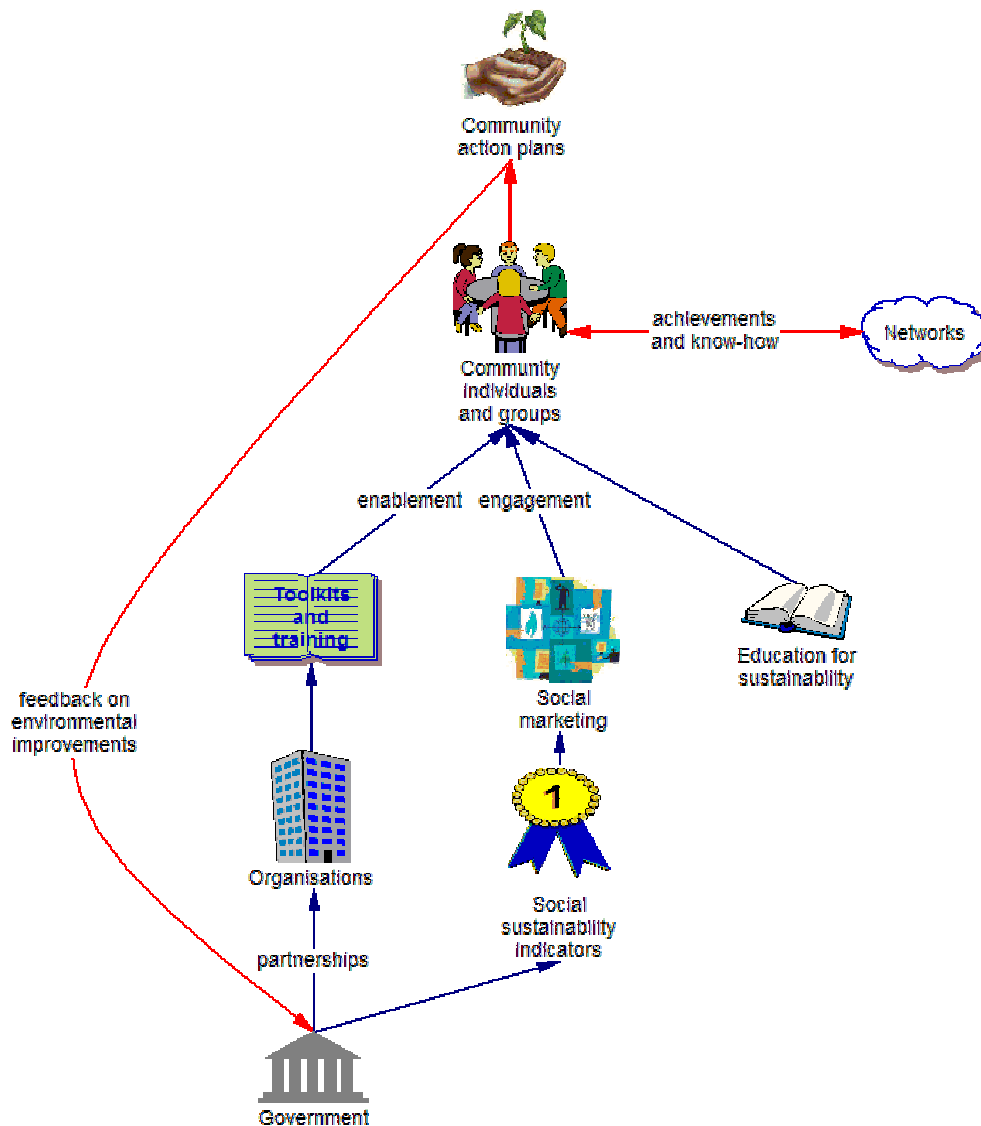 Community
action plans
achievements
and know-how
Networks
Community
individuals
and groups
enablement
engagement
Toolkits
and
training
Education for
sustainability
Social
marketing
feedback on
environmental
improvements
1
Organisations
Social
sustainability
indicators
partnerships
Government